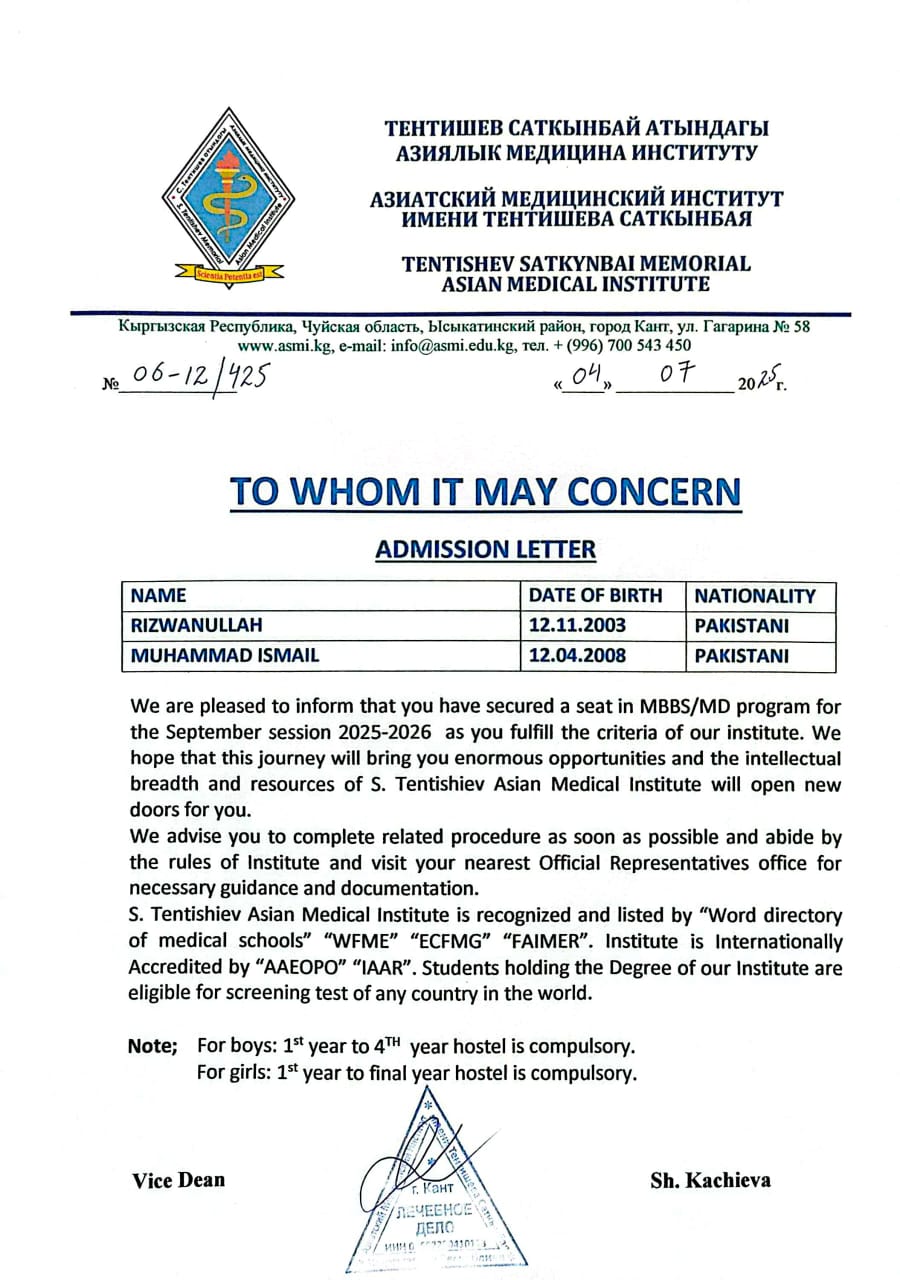 С. Тентишев атындагы Азиялык медицина институту
S. Tentishev Memorial Asian Medical Institute
Scientia Potentia est
ТЕНТИШЕВ САТКЫНБАЙ АТЫНДАГЫ
АЗИЯЛЫК МЕДИЦИНА ИНСТИТУТУ
АЗИАТСКИЙ МЕДИЦИНСКИЙ ИНСТИТУТ
ИМЕНИ ТЕНТИШЕВА САТКЫНБАЯ
TENTISHEV SATKYNBAI MEMORIAL
ASIAN MEDICAL INSTITUTE
Кыргызская Республика, Чуйская область, Ысыкатинский район, город Кант, ул. Гагарина № 58
www.asmi.kg, e-mail: info@asmi.edu.kg, тел. + (996) 700 543 450
№ 06-12/425 « 04 » 07 2025г.
TO WHOM IT MAY CONCERN
ADMISSION LETTER
NAME DATE OF BIRTH NATIONALITY
RIZWANULLAH 12.11.2003 PAKISTANI
MUHAMMAD ISMAIL 12.04.2008 PAKISTANI
We are pleased to inform that you have secured a seat in MBBS/MD program for
the September session 2025-2026 as you fulfill the criteria of our institute. We
hope that this journey will bring you enormous opportunities and the intellectual
breadth and resources of S. Tentishiev Asian Medical Institute will open new
doors for you.
We advise you to complete related procedure as soon as possible and abide by
the rules of Institute and visit your nearest Official Representatives office for
necessary guidance and documentation.
S. Tentishiev Asian Medical Institute is recognized and listed by “Word directory
of medical schools” “WFME” “ECFMG” “FAIMER”. Institute is Internationally
Accredited by “AAEOPO” “IAAR”. Students holding the Degree of our Institute are
eligible for screening test of any country in the world.
Note; For boys: 1st year to 4TH year hostel is compulsory.
For girls: 1st year to final year hostel is compulsory.
Vice Dean Sh. Kachieva
г. Кант
ЛЕЧЕБНОЕ
ДЕЛО